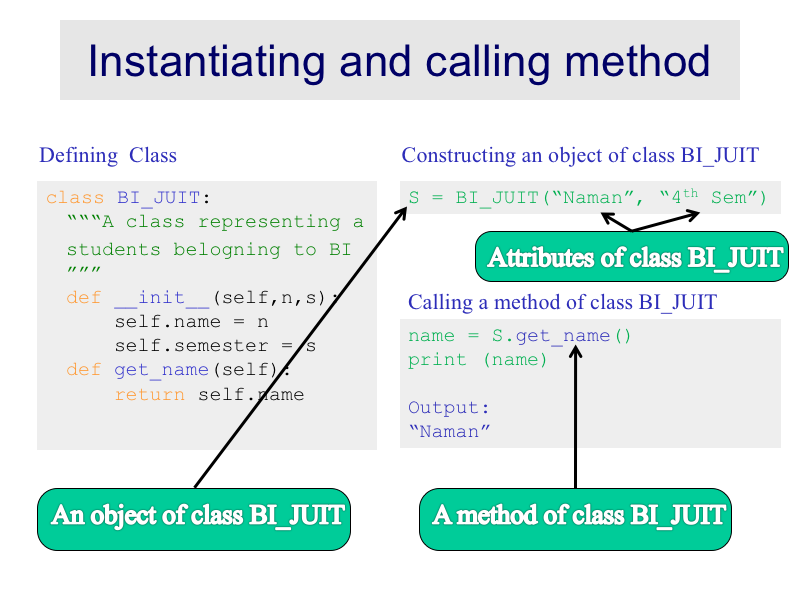 Instantiating and calling method
Defining Class
class BI_JUIT:
“““A class representing a
students belogning to BI
”””
def __init__(self,n,s):
self.name = n
self.semester = s
def get_name(self):
return self.name
An object of class BI_JUIT
Constructing an object of class BI_JUIT
S = BI_JUIT(“Naman”, “4th Sem”)
Attributes of class BI_JUIT
Calling a method of class BI_JUIT
name = S.get_name()
print (name)
Output:
“Naman”
A method of class BI_JUIT